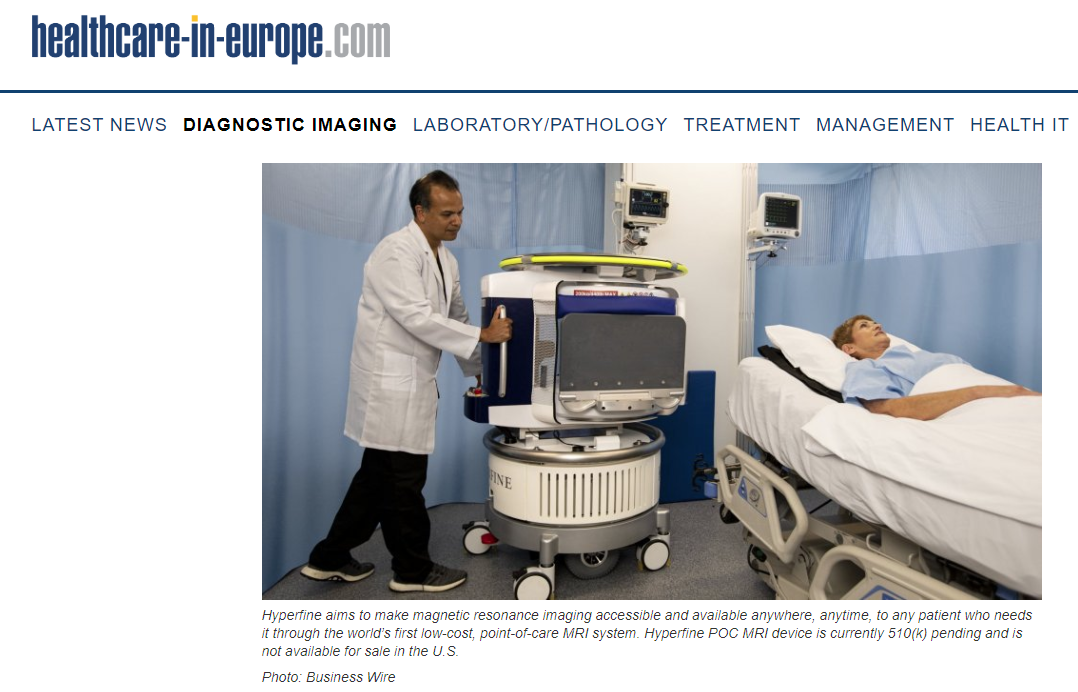 healthcare-in-europe.com
LATEST NEWS DIAGNOSTIC IMAGING LABORATORY/PATHOLOGY TREATMENT MANAGEMENT HEALTH IT
FINE
Hyperfine aims to make magnetic resonance imaging accessible and available anywhere, anytime, to any patient who needs
it through the world's first low-cost, point-of-care MRI system. Hyperfine POC MRI device is currently 510(k) pending and is
not available for sale in the U.S.
Photo: Business Wire